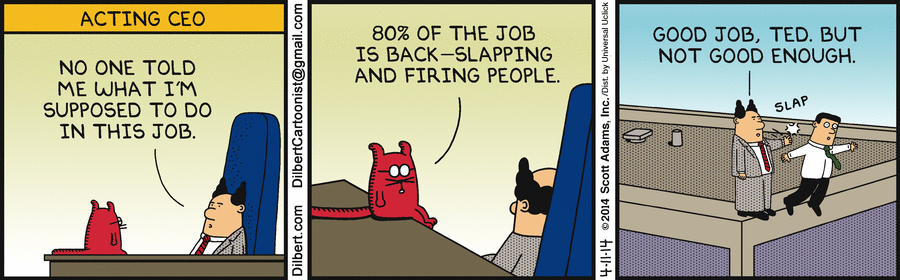 ACTING CEO
NO ONE TOLD
ME WHAT I'M
SUPPOSED TO DO
IN THIS JOB.
Dilbert.com DilbertCartoonist@gmail.com
80% OF THE JOB
IS BACK-SLAPPING
AND FIRING PEOPLE.
4-11-14 © 2014 Scott Adams, Inc. /Dist. by Universal Uclick
GOOD JOB, TED. BUT
NOT GOOD ENOUGH.
SLAP